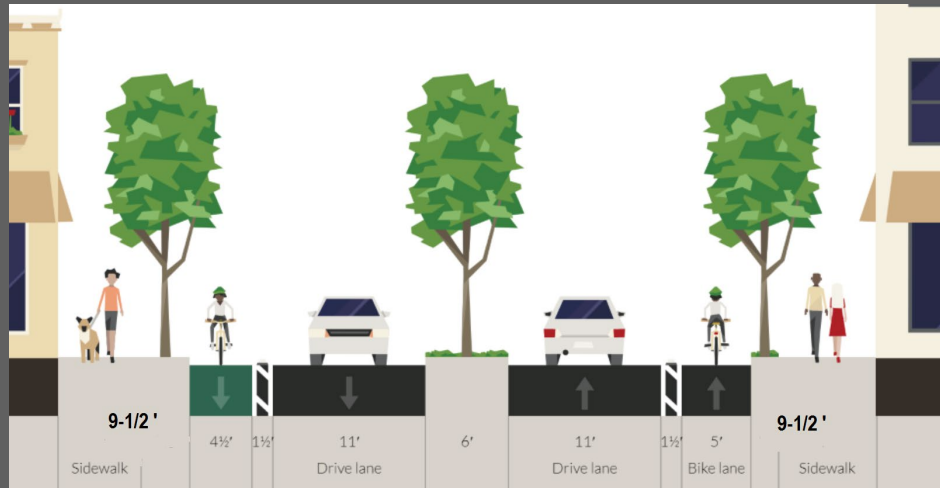 9-1/2 '
9-1/2 '
4½′ 1½′ 11′ 6′ 11′ 1½′ 5′
Sidewalk Drive lane Drive lane Bike lane Sidewalk